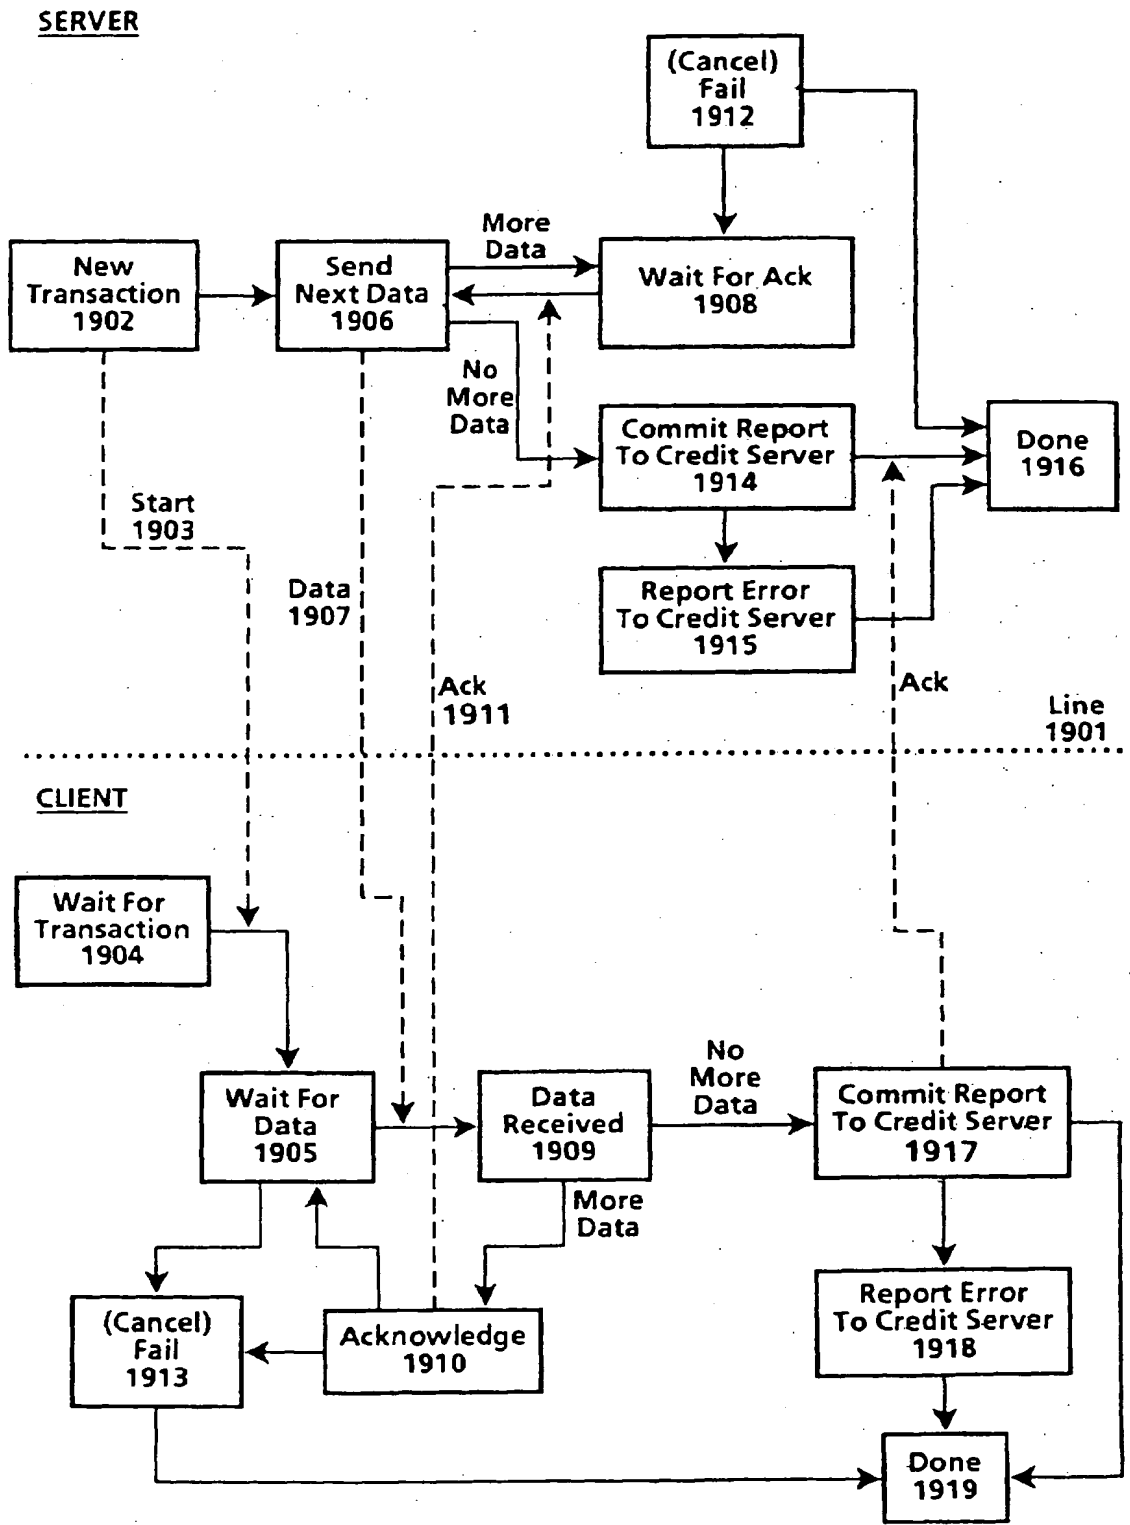 SERVER
(Cancel)
Fail
1912
More
Data
New
Transaction
1902
Send
Next Data
1906
Wait For Ack
1908
No
More
Data
Commit Report
To Credit Server
1914
Done
1916
Start
1903
Data
1907
Report Error
To Credit Server
1915
Ack
1911
Ack
Line
1901
CLIENT
Wait For
Transaction
1904
Wait For
Data
1905
Data
Received
1909
No
More
Data
Commit Report
To Credit Server
1917
More
Data
(Cancel)
Fail
1913
Acknowledge
1910
Report Error
To Credit Server
1918
Done
1919